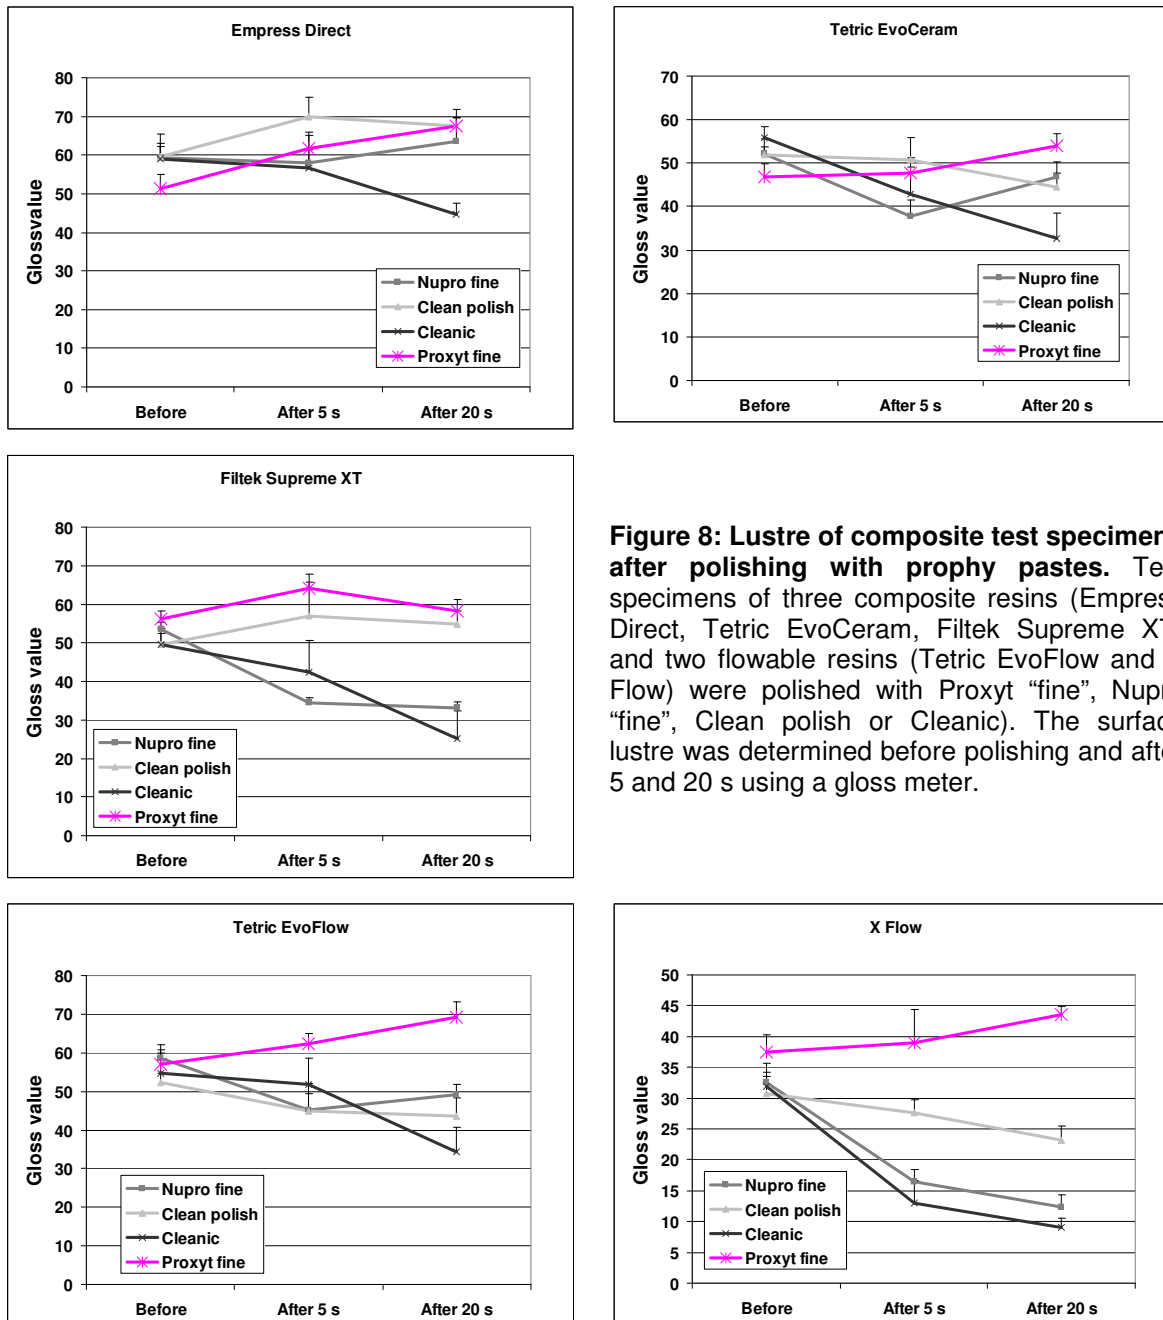 Empress Direct
80
70
60
50
40
30
20
10
0
Glossvalue
Nupro fine
Clean polish
Cleanic
Proxyt fine
Before After 5 s After 20 s
Tetric EvoCeram
70
60
50
40
30
20
10
0
Gloss value
Nupro fine
Clean polish
Cleanic
Proxyt fine
Before After 5 s After 20 s
Filtek Supreme XT
80
70
60
50
40
30
20
10
0
Gloss value
Nupro fine
Clean polish
Cleanic
Proxyt fine
Before After 5 s After 20 s
Figure 8: Lustre of composite test specimen
after polishing with prophy pastes. Te
specimens of three composite resins (Empres
Direct, Tetric EvoCeram, Filtek Supreme XT
and two flowable resins (Tetric EvoFlow and
Flow) were polished with Proxyt “fine”, Nupr
“fine”, Clean polish or Cleanic). The surfac
lustre was determined before polishing and afte
5 and 20 s using a gloss meter.
Tetric EvoFlow
80
70
60
50
40
30
20
10
0
Gloss value
Nupro fine
Clean polish
Cleanic
Proxyt fine
Before After 5 s After 20 s
X Flow
50
45
40
35
30
25
20
15
10
5
0
Gloss value
Nupro fine
Clean polish
Cleanic
Proxyt fine
Before After 5 s After 20 s